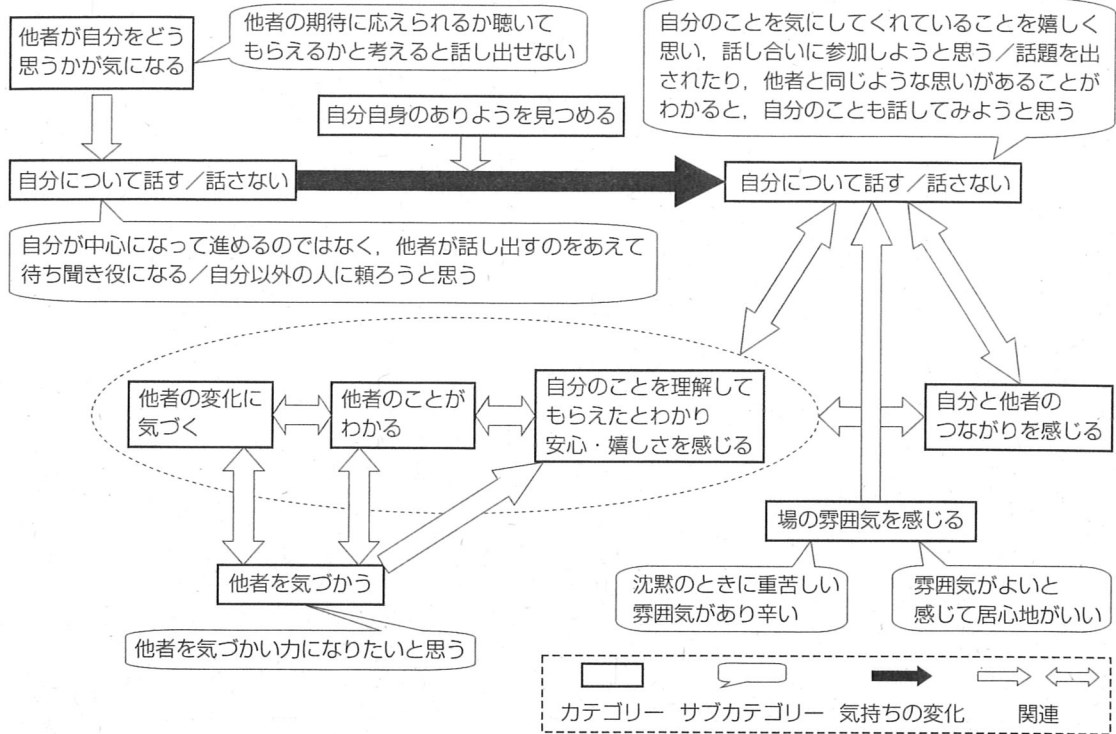 他者が自分をどう
思うかが気になる
他者の期待に応えられるか聴いて
もらえるかと考えると話し出せない
自分のことを気にしてくれていることを嬉しく
思い,話し合いに参加しようと思う/話題を出
されたり,他者と同じような思いがあることが
わかると,自分のことも話してみようと思う
自分自身のありようを見つめる
自分について話す/話さない
自分について話す/話さない
自分が中心になって進めるのではなく,他者が話し出すのをあえて
待ち聞き役になる/自分以外の人に頼ろうと思う
他者の変化に
気づく
他者のことが
わかる
自分のことを理解して
もらえたとわかり
安心・嬉しさを感じる
自分と他者の
つながりを感じる
場の雰囲気を感じる
他者を気づかう
沈黙のときに重苦しい
雰囲気があり辛い
雰囲気がよいと
感じて居心地がいい
他者を気づかい力になりたいと思う
カテゴリー サブカテゴリー 気持ちの変化 関連